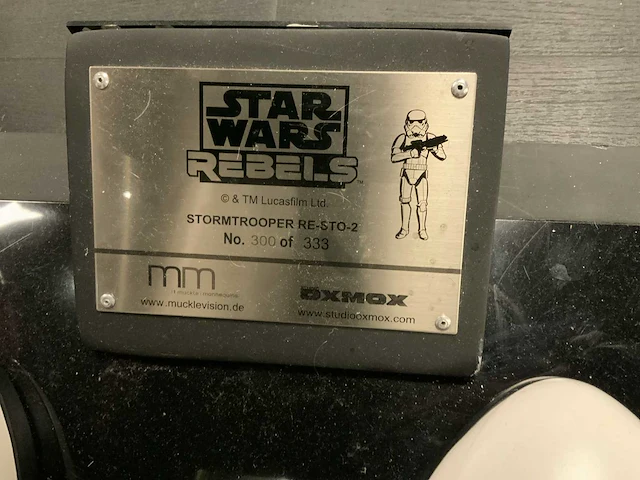 STAR
WARS
REBELS™
© & TM Lucasfilm Ltd.
STORMTROOPER RE-STO-2
No. 300 of 333
mm
www.mucklevision.de
OXMOX
www.studiooxmox.com